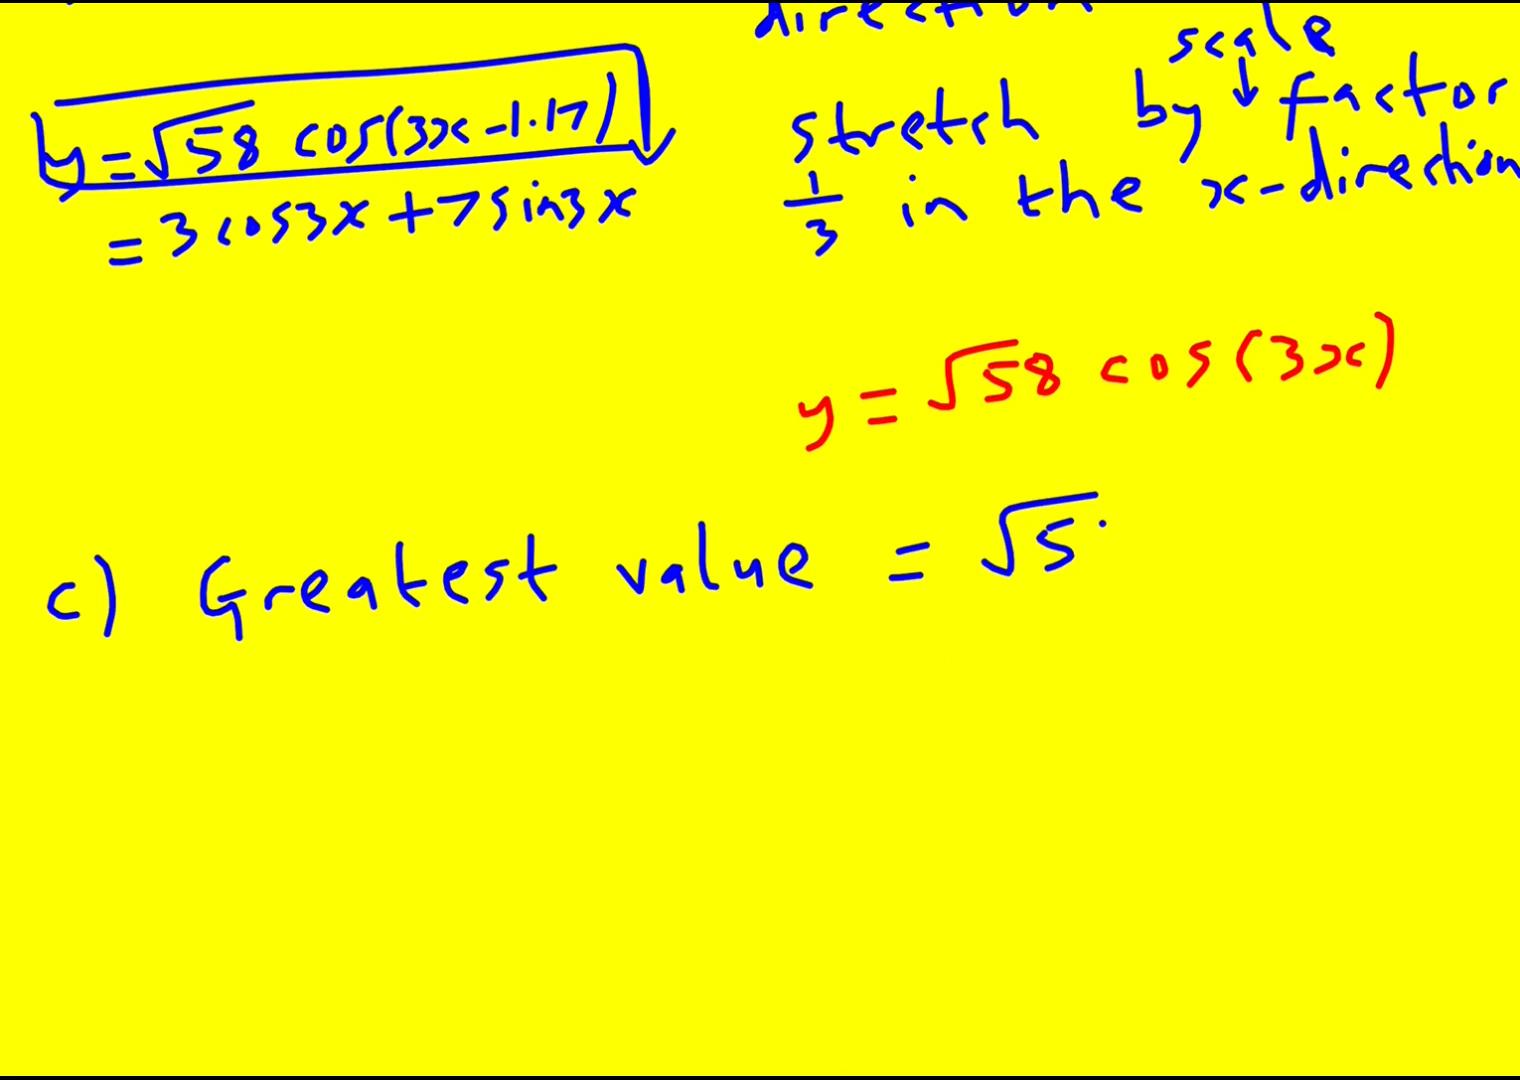 direction
scale
y = √58 cos(3x - 1.17)
= 3cos3x + 7sin3x
stretch by ↓ factor
1/3 in the x-direction
y = √58 cos(3x)
c) Greatest value = √5